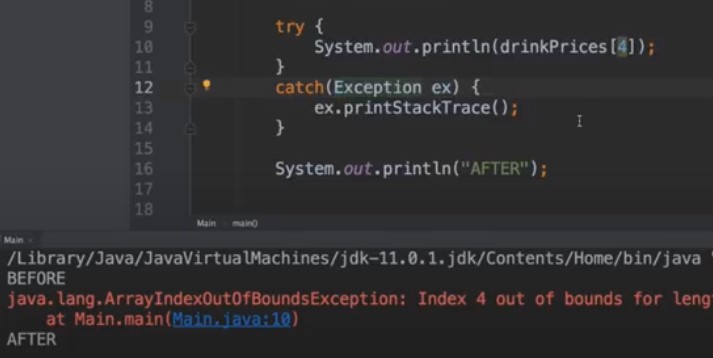 8
9 try {
10 System.out.println(drinkPrices[4]);
11 }
12 catch(Exception ex) {
13 ex.printStackTrace();
14 }
15
16 System.out.println("AFTER");
17
18
Main main()
Main
/Library/Java/JavaVirtualMachines/jdk-11.0.1.jdk/Contents/Home/bin/java
BEFORE
java.lang.ArrayIndexOutOfBoundsException: Index 4 out of bounds for leng
at Main.main(Main.java:10)
AFTER